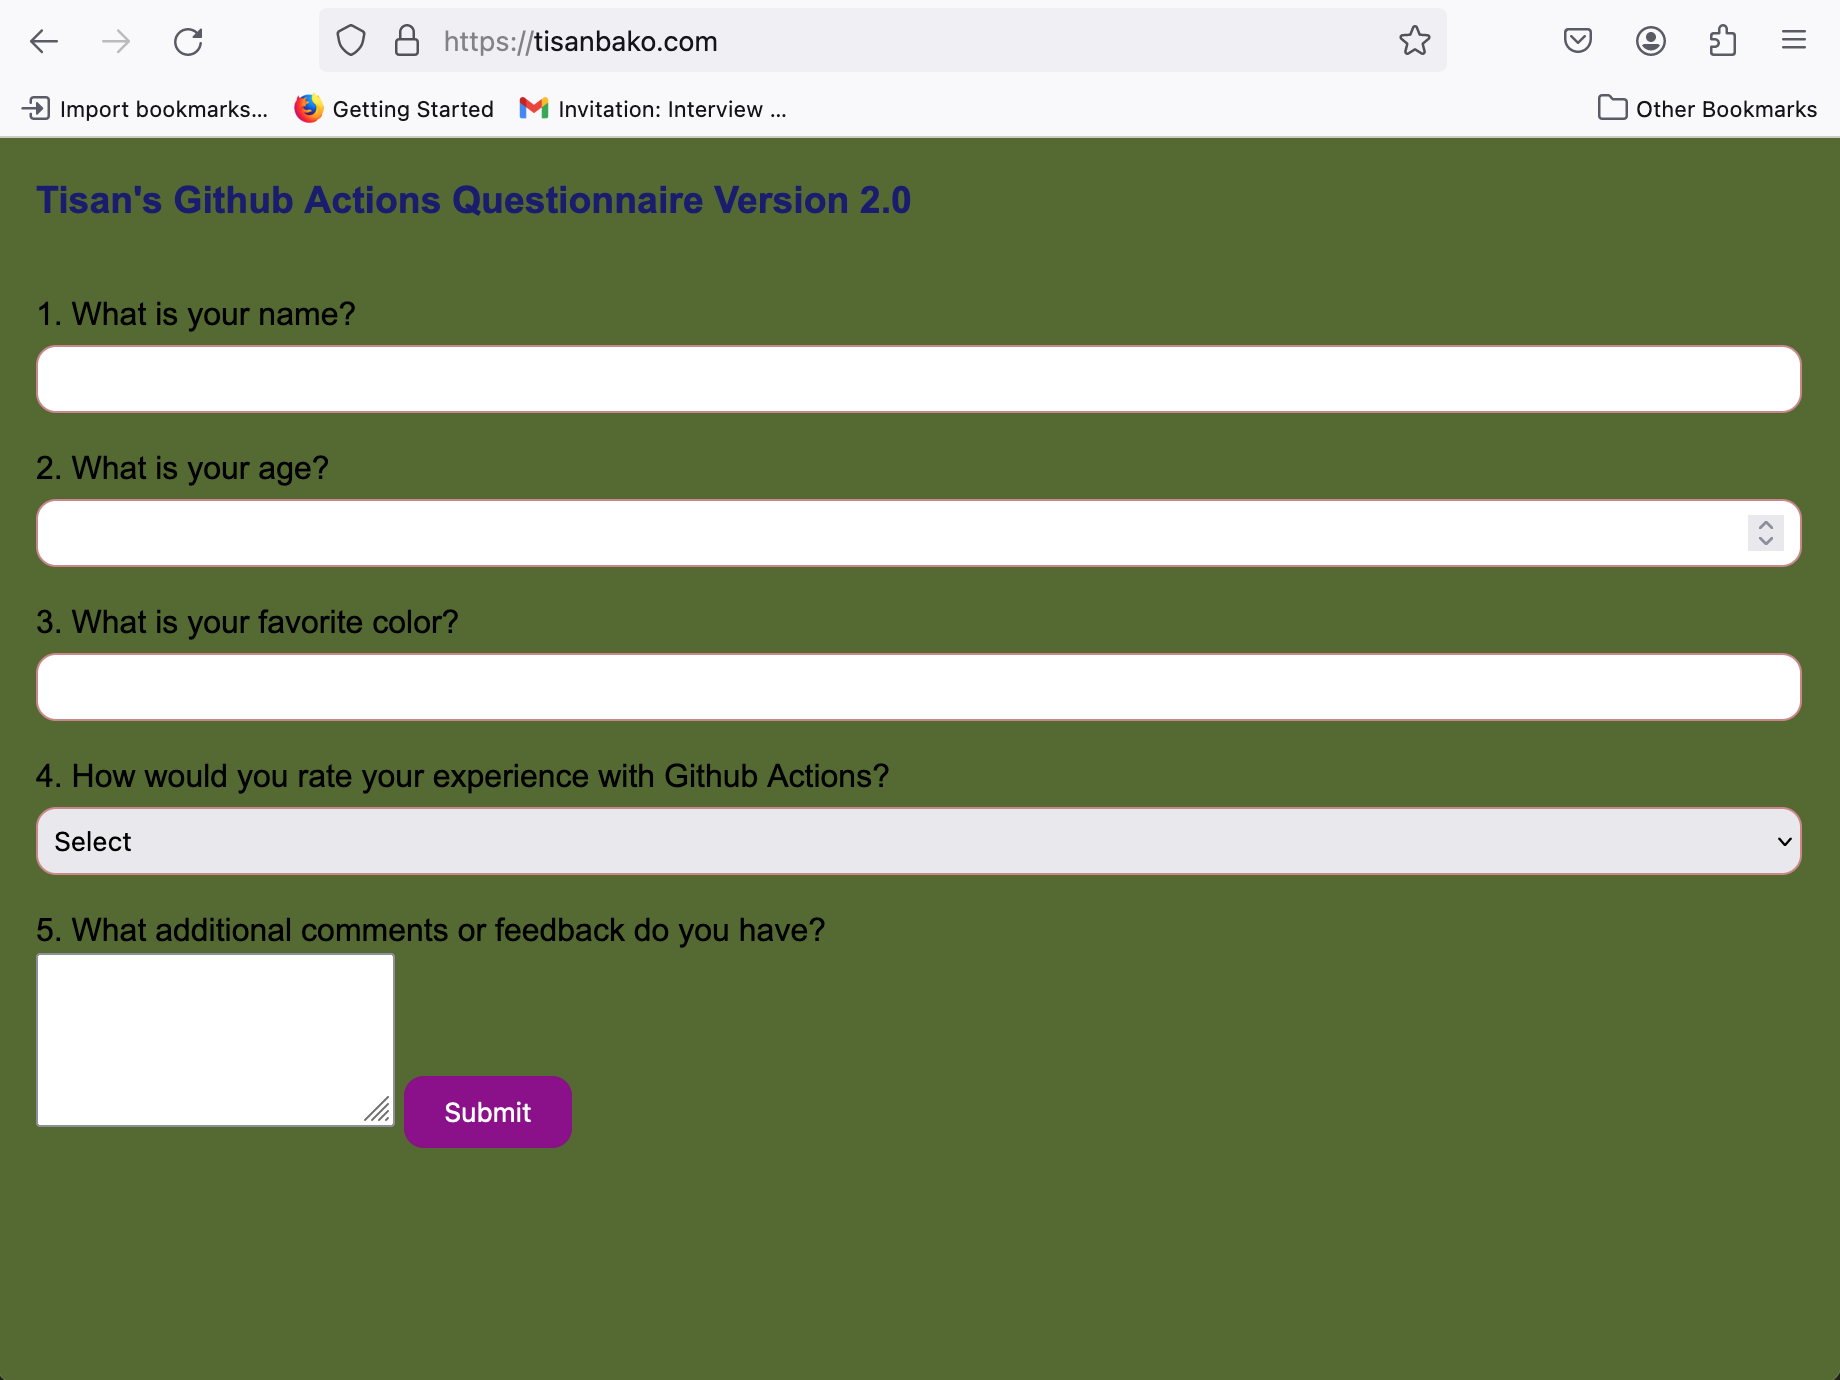 https://tisanbako.com
Import bookmarks... Getting Started Invitation: Interview ... Other Bookmarks
Tisan's Github Actions Questionnaire Version 2.0
1. What is your name?
2. What is your age?
3. What is your favorite color?
4. How would you rate your experience with Github Actions?
Select
5. What additional comments or feedback do you have?
Submit